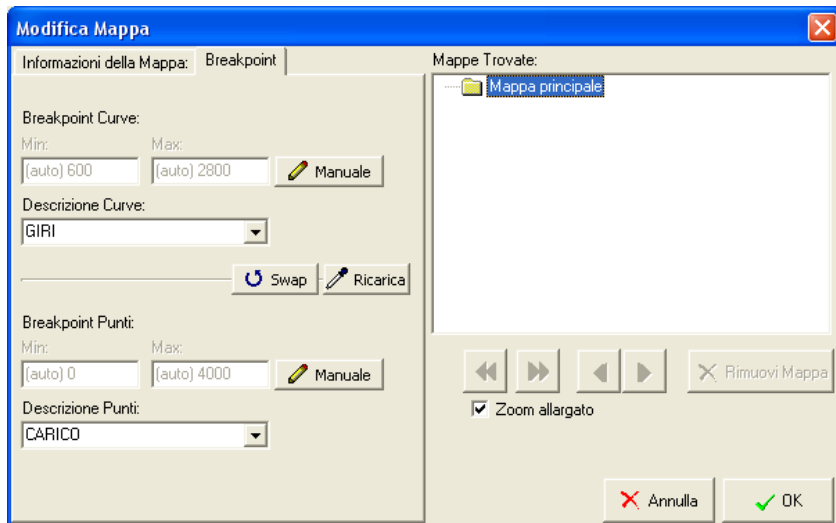 Modifica Mappa
Informazioni della Mappa: Breakpoint
Breakpoint Curve:
Min: Max:
(auto) 600 (auto) 2800 Manuale
Descrizione Curve:
GIRI
Swap Ricarica
Breakpoint Punti:
Min: Max:
(auto) 0 (auto) 4000 Manuale
Descrizione Punti:
CARICO
Mappe Trovate:
Mappa principale
Rimuovi Mappa
Zoom allargato
Annulla OK